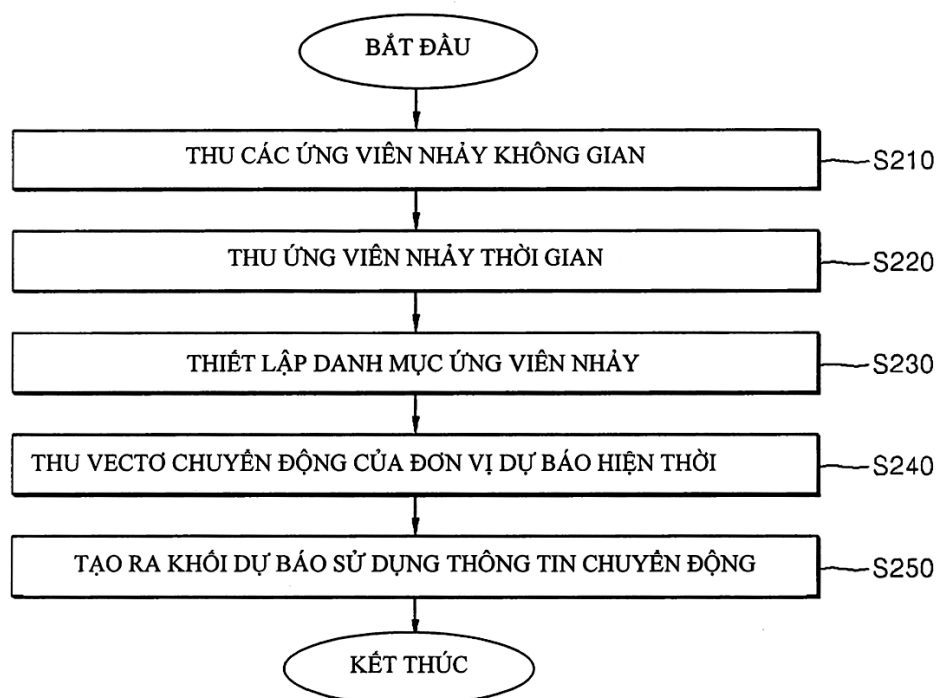 BẮT ĐẦU
THU CÁC ỨNG VIÊN NHẢY KHÔNG GIAN
S210
THU ỨNG VIÊN NHẢY THỜI GIAN
S220
THIẾT LẬP DANH MỤC ỨNG VIÊN NHẢY
S230
THU VECTƠ CHUYỂN ĐỘNG CỦA ĐƠN VỊ DỰ BÁO HIỆN THỜI
S240
TẠO RA KHỐI DỰ BÁO SỬ DỤNG THÔNG TIN CHUYỂN ĐỘNG
S250
KẾT THÚC